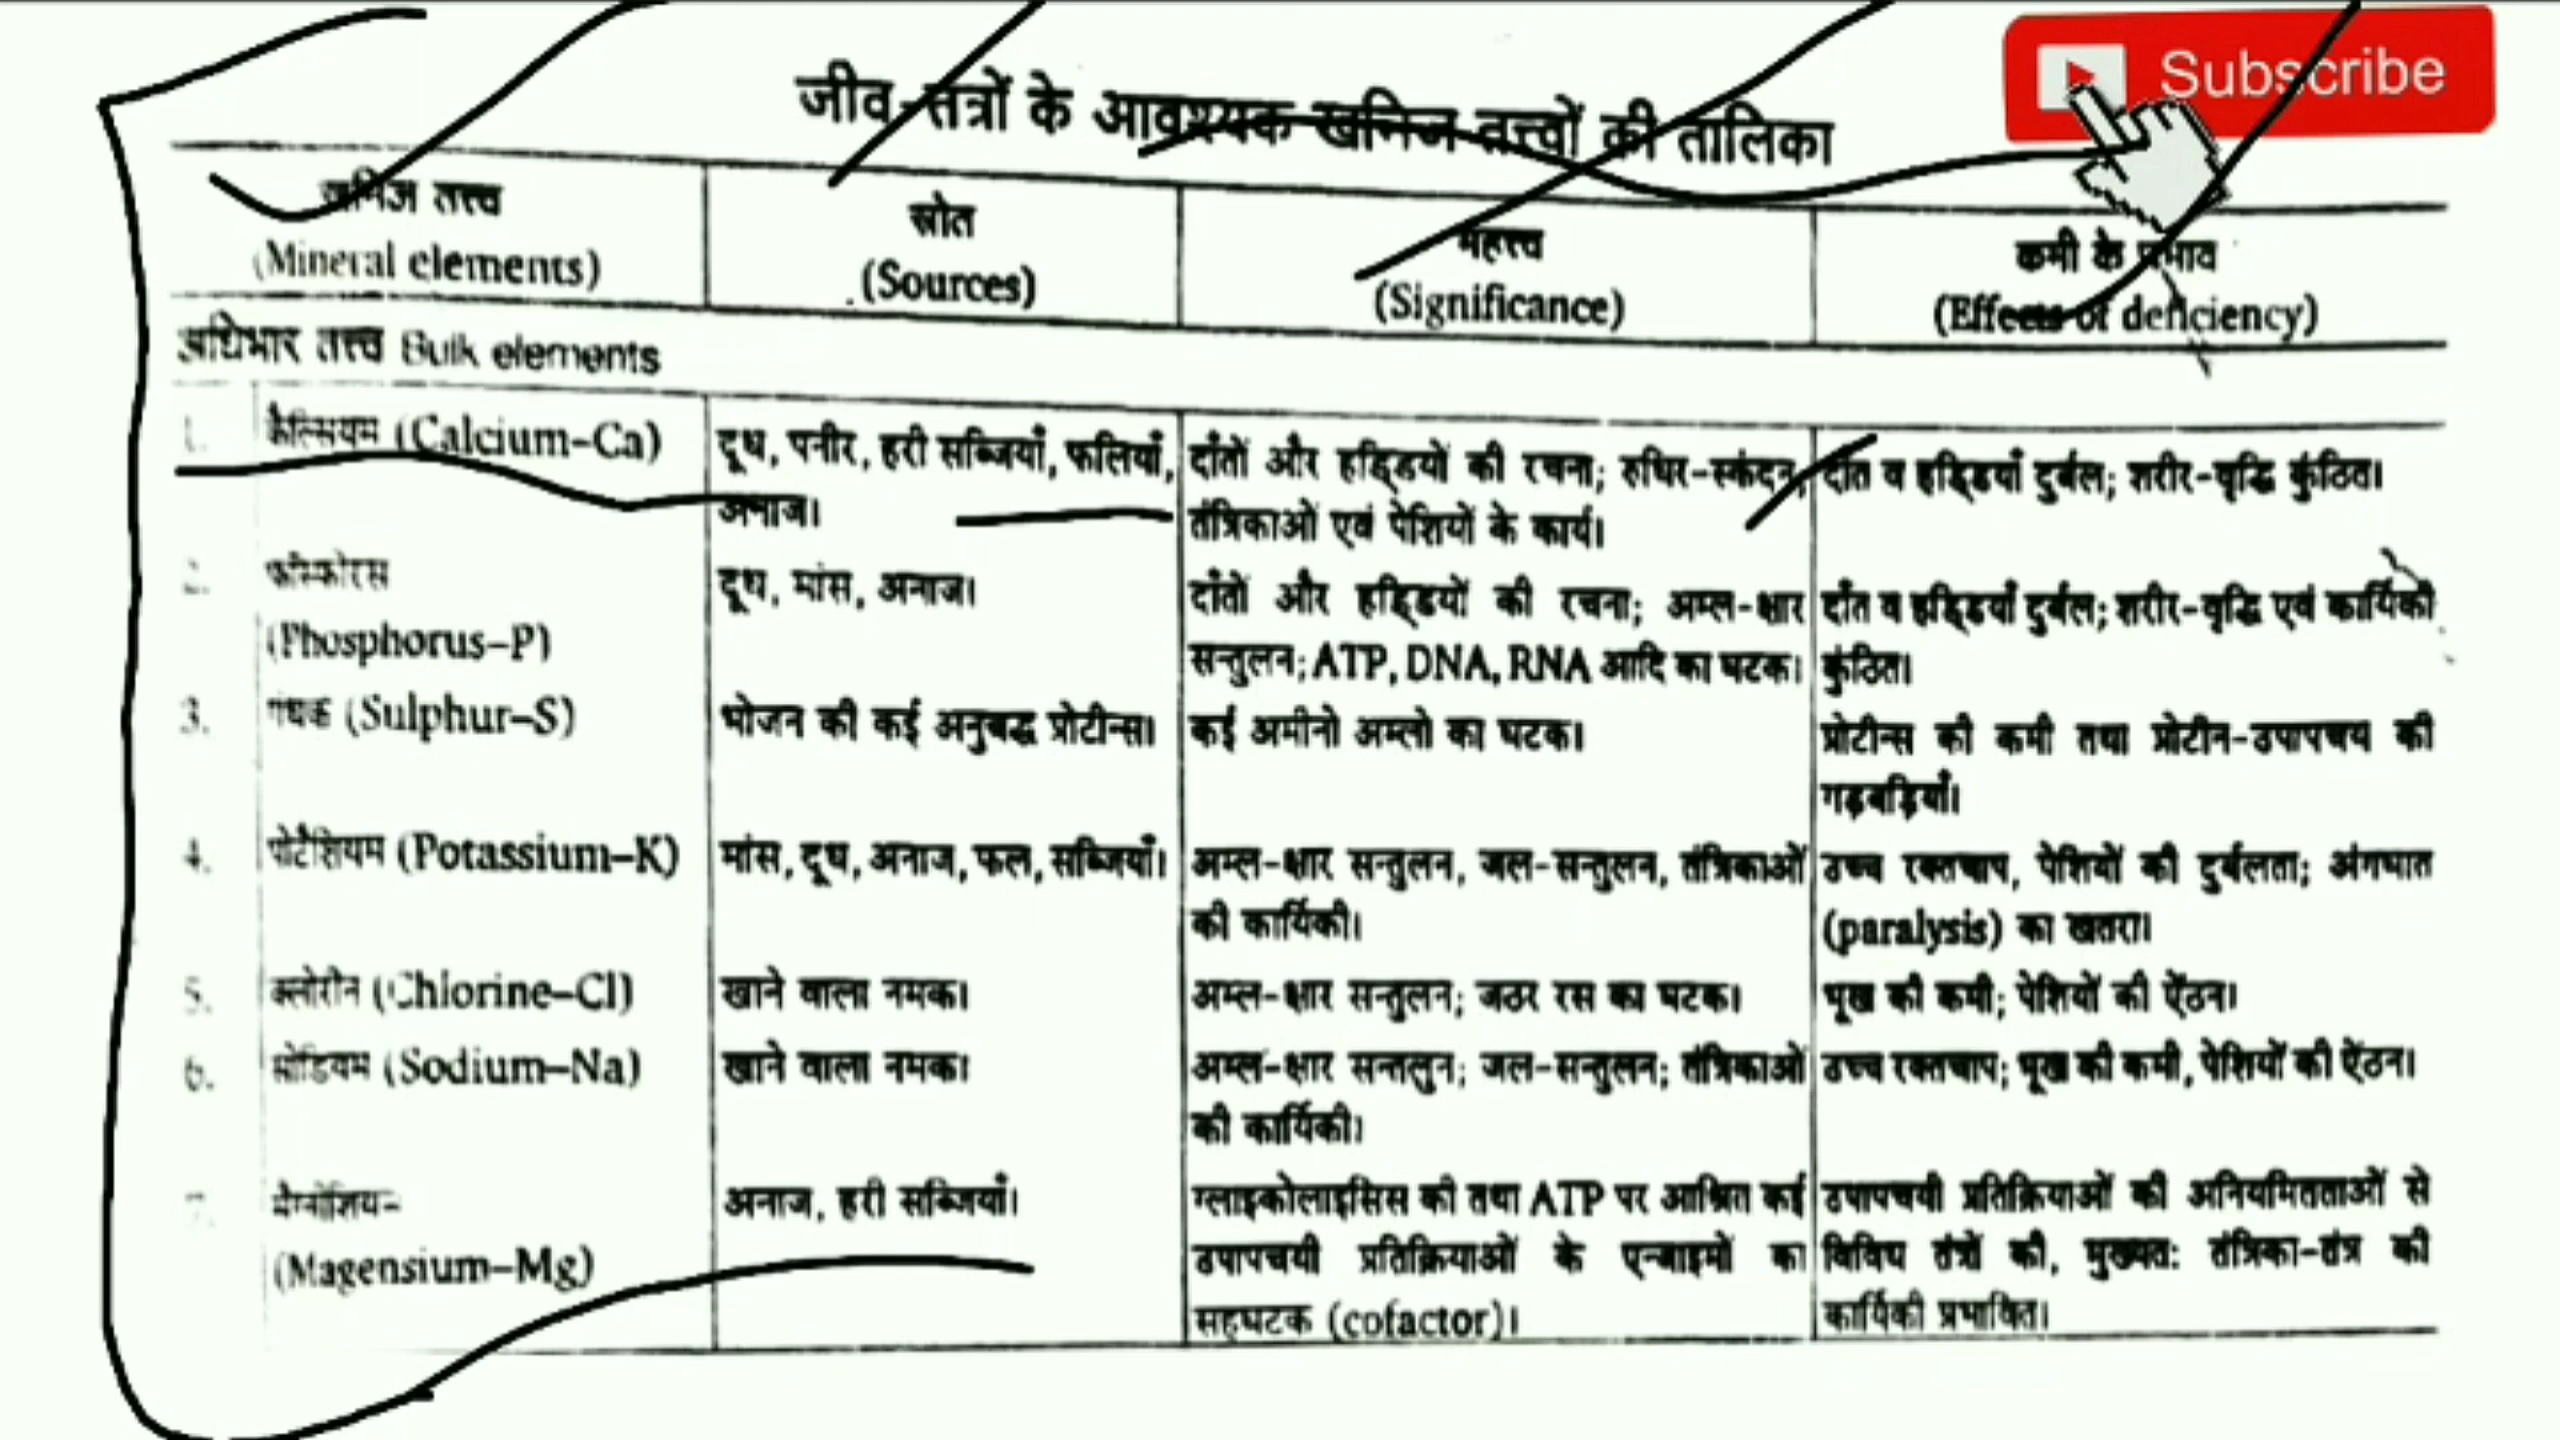 Subscribe
जीव-तंत्रों के आवश्यक खनिज तत्त्वों की तालिका
खनिज तत्त्व
(Mineral elements)
स्रोत
(Sources)
महत्त्व
(Significance)
कमी के प्रभाव
(Effects of deficiency)
अधिभार तत्त्व Bulk elements
1. कैल्सियम (Calcium–Ca)
दूध, पनीर, हरी सब्जियाँ, फलियाँ,
अनाज।
दाँतों और हड्डियों की रचना; रुधिर-स्कंदन,
तंत्रिकाओं एवं पेशियों के कार्य।
दाँत व हड्डियाँ दुर्बल; शरीर-वृद्धि कुंठित।
2. फॉस्फोरस
(Phosphorus–P)
दूध, मांस, अनाज।
दाँतों और हड्डियों की रचना; अम्ल-क्षार
सन्तुलन; ATP, DNA, RNA आदि का घटक।
दाँत व हड्डियाँ दुर्बल; शरीर-वृद्धि एवं कार्यिकी
कुंठित।
3. गंधक (Sulphur–S)
भोजन की कई अनुबद्ध प्रोटीन्स।
कई अमीनो अम्लो का घटक।
प्रोटीन्स की कमी तथा प्रोटीन-उपापचय की
गड़बड़ियाँ।
4. पोटैशियम (Potassium–K)
मांस, दूध, अनाज, फल, सब्जियाँ।
अम्ल-क्षार सन्तुलन, जल-सन्तुलन, तंत्रिकाओं
की कार्यिकी।
उच्च रक्तचाप, पेशियों की दुर्बलता; अंगघात
(paralysis) का खतरा।
5. क्लोरीन (Chlorine–Cl)
खाने वाला नमक।
अम्ल-क्षार सन्तुलन; जठर रस का घटक।
भूख की कमी; पेशियों की ऐंठन।
6. सोडियम (Sodium–Na)
खाने वाला नमक।
अम्ल-क्षार सन्तलुन; जल-सन्तुलन; तंत्रिकाओं
की कार्यिकी।
उच्च रक्तचाप; भूख की कमी, पेशियों की ऐंठन।
7. मैग्नीशिय-
(Magensium–Mg)
अनाज, हरी सब्जियाँ।
ग्लाइकोलाइसिस की तथा ATP पर आश्रित कई
उपापचयी प्रतिक्रियाओं के एन्जाइमों का
सहघटक (cofactor)।
उपापचयी प्रतिक्रियाओं की अनियमितताओं से
विविध तंत्रों की, मुख्यतः तंत्रिका-तंत्र की
कार्यिकी प्रभावित।